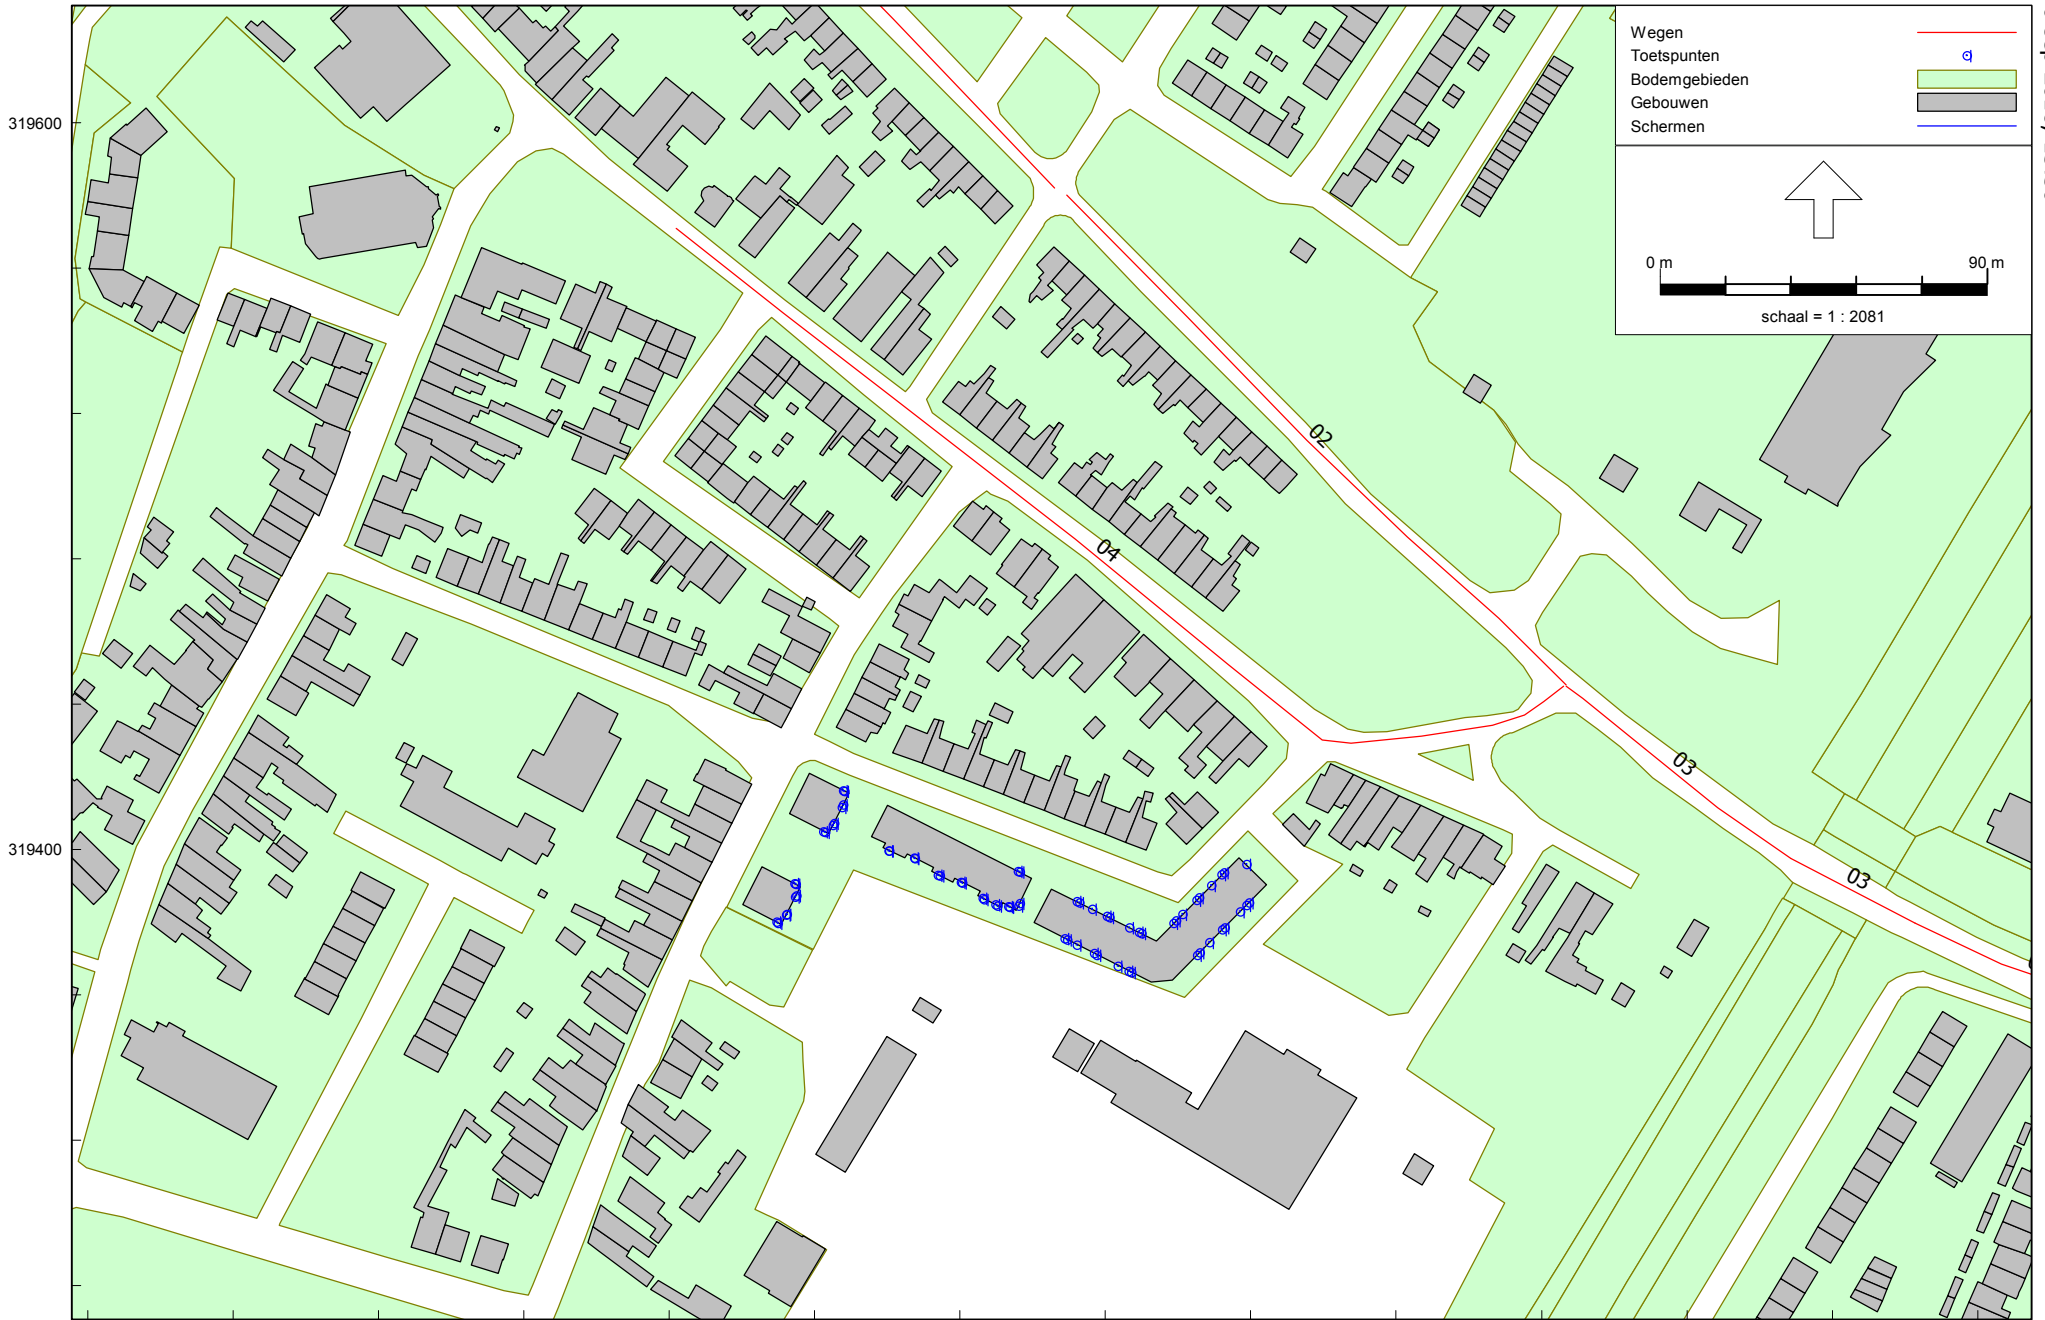 Wegen
Toetspunten
Bodemgebieden
Gebouwen
Schermen
0 m 90 m
schaal = 1 : 2081
319600
02
04
03
319400
03